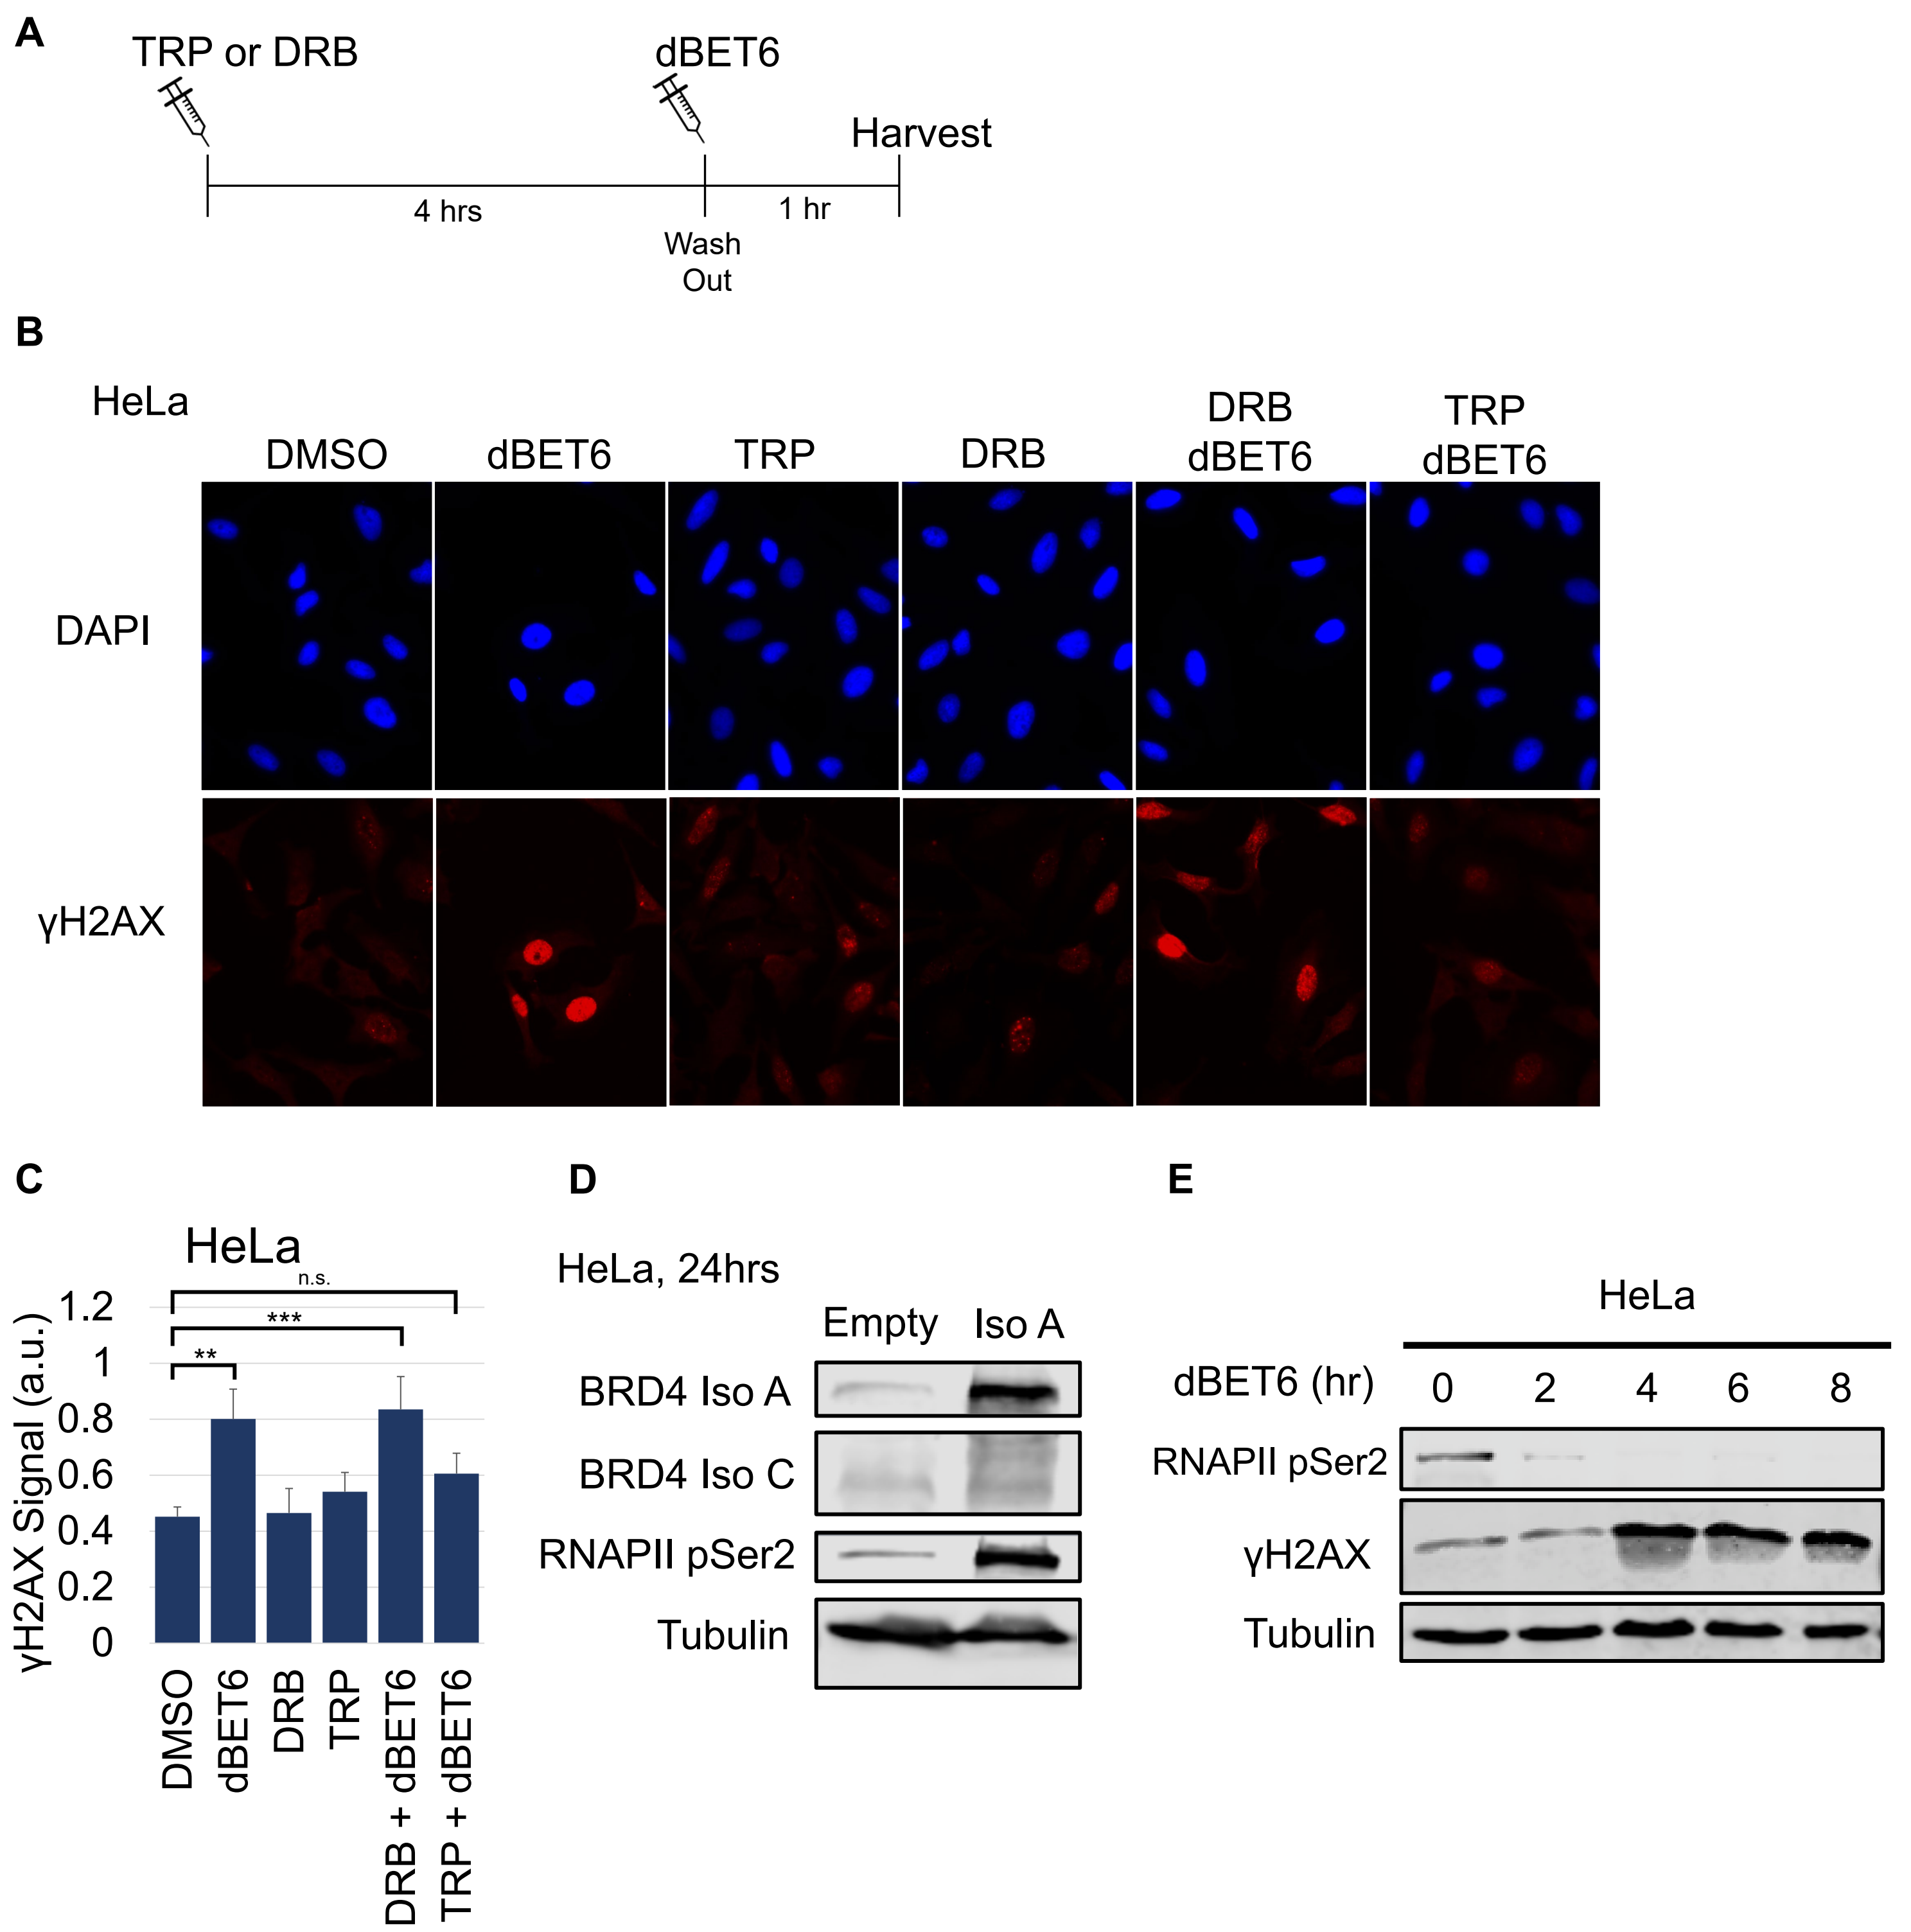 A
TRP or DRB
dBET6
Harvest
4 hrs
1 hr
Wash
Out
B
HeLa
DMSO
dBET6
TRP
DRB
DRB
dBET6
TRP
dBET6
DAPI
γH2AX
C
HeLa
n.s.
***
**
γH2AX Signal (a.u.)
1.2
1
0.8
0.6
0.4
0.2
0
DMSO
dBET6
DRB
TRP
DRB + dBET6
TRP + dBET6
D
HeLa, 24hrs
Empty Iso A
BRD4 Iso A
BRD4 Iso C
RNAPII pSer2
Tubulin
E
HeLa
dBET6 (hr) 0 2 4 6 8
RNAPII pSer2
γH2AX
Tubulin